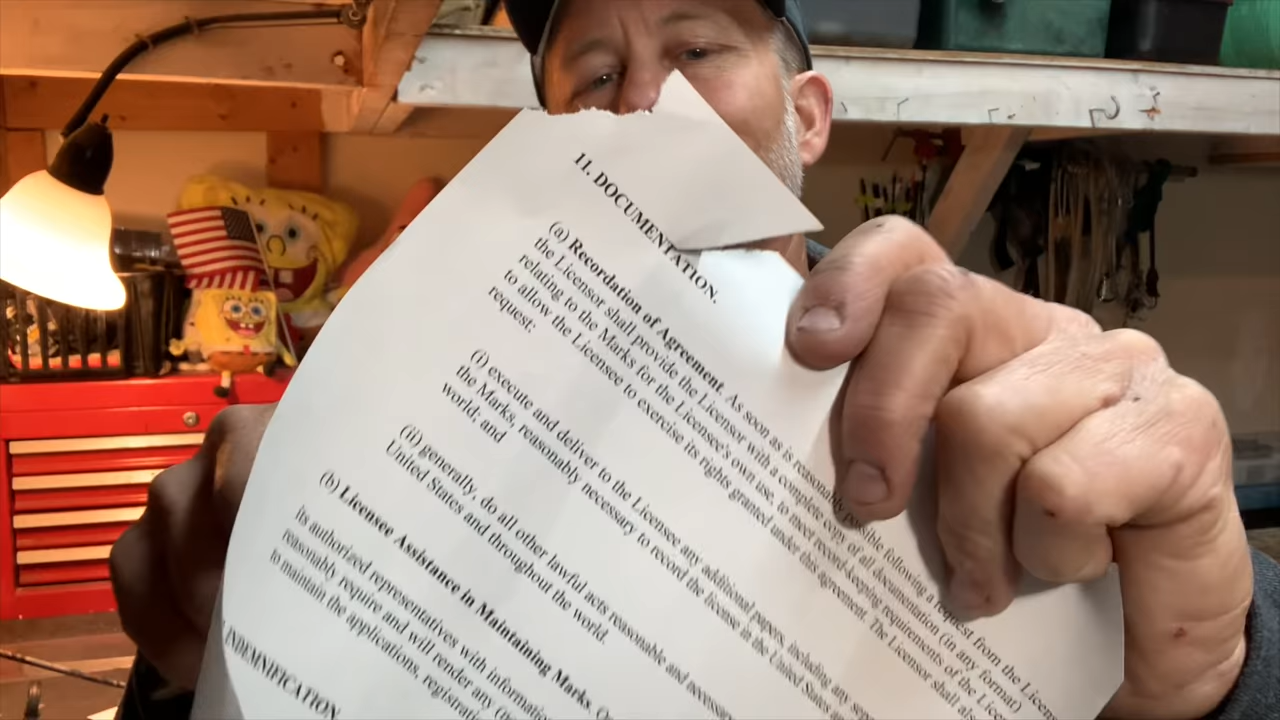 11. DOCUMENTATION.
(a) Recordation of Agreement. As soon as is reasonably following a request from the
the Licensor shall provide the Licensor with a complete copy of all documentation (in any format)
relating to the Marks for the Licensee's own use, to meet record-keeping requirements of the
to allow the Licensee to exercise its rights granted under this agreement. The Licensor shall
request;
(i) execute and deliver to the Licensee any additional papers, including any
the Marks, reasonably necessary to record the license in the United States
world; and
(ii) generally, do all other lawful acts reasonable and
United States and throughout the world.
(b) Licensee Assistance in Maintaining Marks.
its authorized representatives with
reasonably require and will render any
to maintain the applications,
INDEMNIFICATION